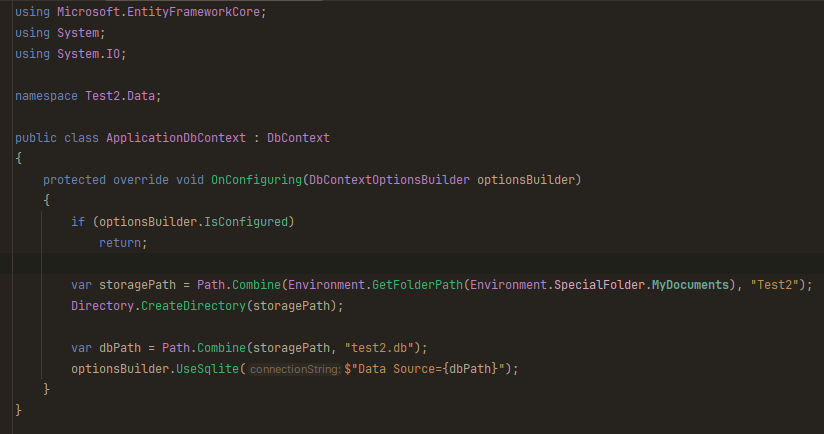 using Microsoft.EntityFrameworkCore;
using System;
using System.IO;
namespace Test2.Data;
public class ApplicationDbContext : DbContext
{
protected override void OnConfiguring(DbContextOptionsBuilder optionsBuilder)
{
if (optionsBuilder.IsConfigured)
return;
var storagePath = Path.Combine(Environment.GetFolderPath(Environment.SpecialFolder.MyDocuments), "Test2");
Directory.CreateDirectory(storagePath);
var dbPath = Path.Combine(storagePath, "test2.db");
optionsBuilder.UseSqlite(connectionString: $"Data Source={dbPath}");
}
}